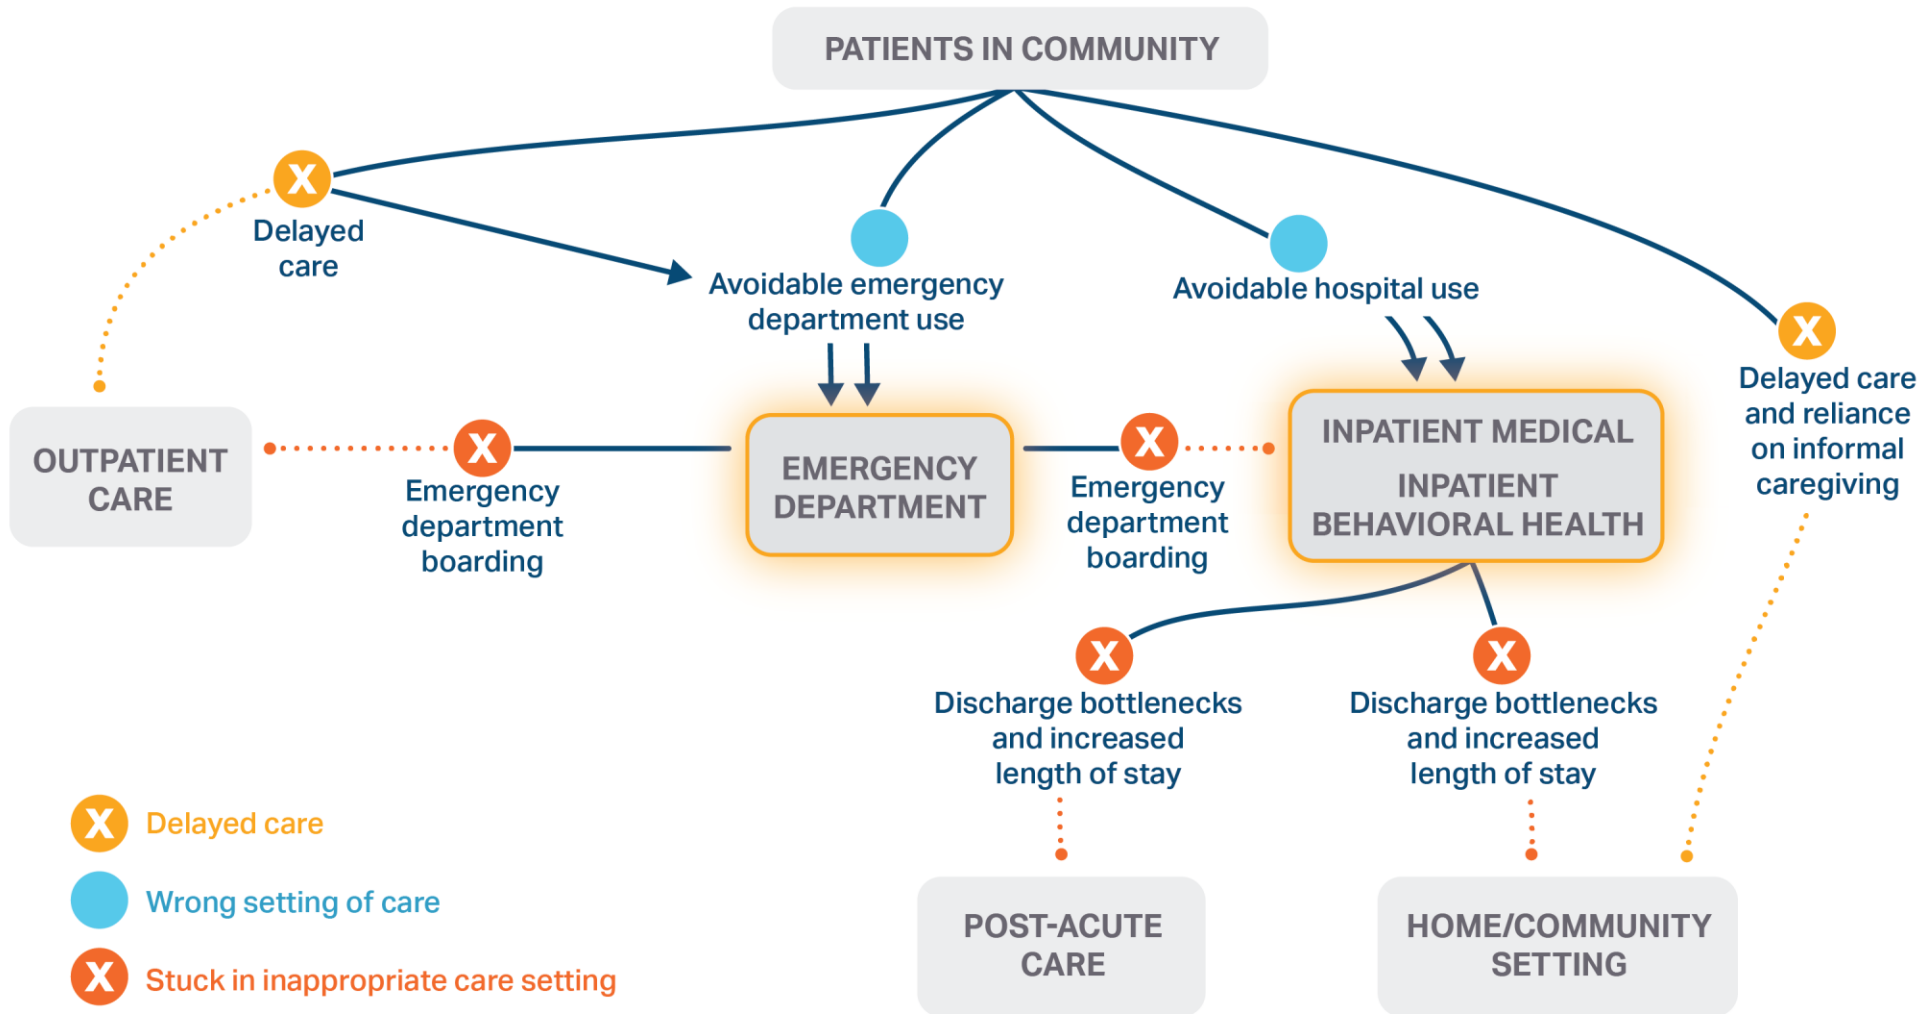 PATIENTS IN COMMUNITY
X
Delayed
care
Avoidable emergency
department use
Avoidable hospital use
X
Delayed care
and reliance
on informal
caregiving
OUTPATIENT
CARE
X
Emergency
department
boarding
EMERGENCY
DEPARTMENT
X
Emergency
department
boarding
INPATIENT MEDICAL
INPATIENT
BEHAVIORAL HEALTH
X
Discharge bottlenecks
and increased
length of stay
X
Discharge bottlenecks
and increased
length of stay
POST-ACUTE
CARE
HOME/COMMUNITY
SETTING
X Delayed care
Wrong setting of care
X Stuck in inappropriate care setting